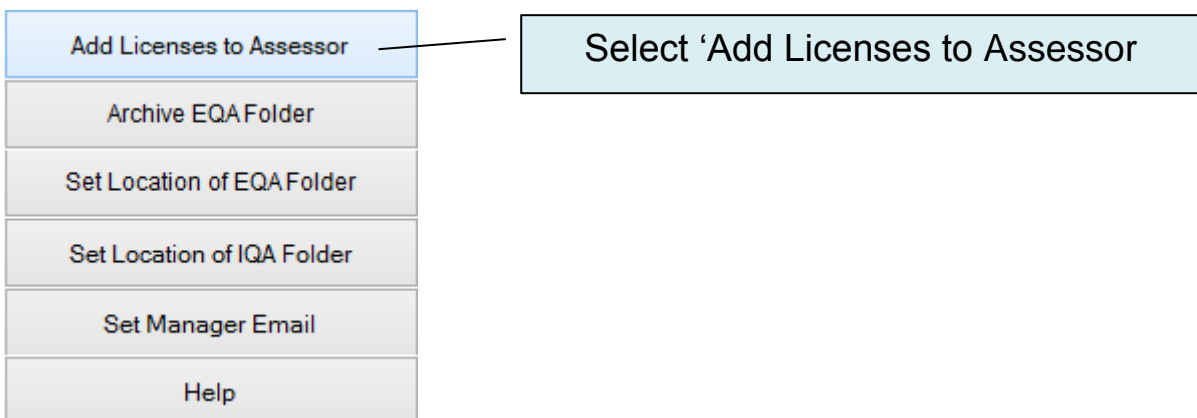 Add Licenses to Assessor
Select ‘Add Licenses to Assessor
Archive EQA Folder
Set Location of EQA Folder
Set Location of IQA Folder
Set Manager Email
Help